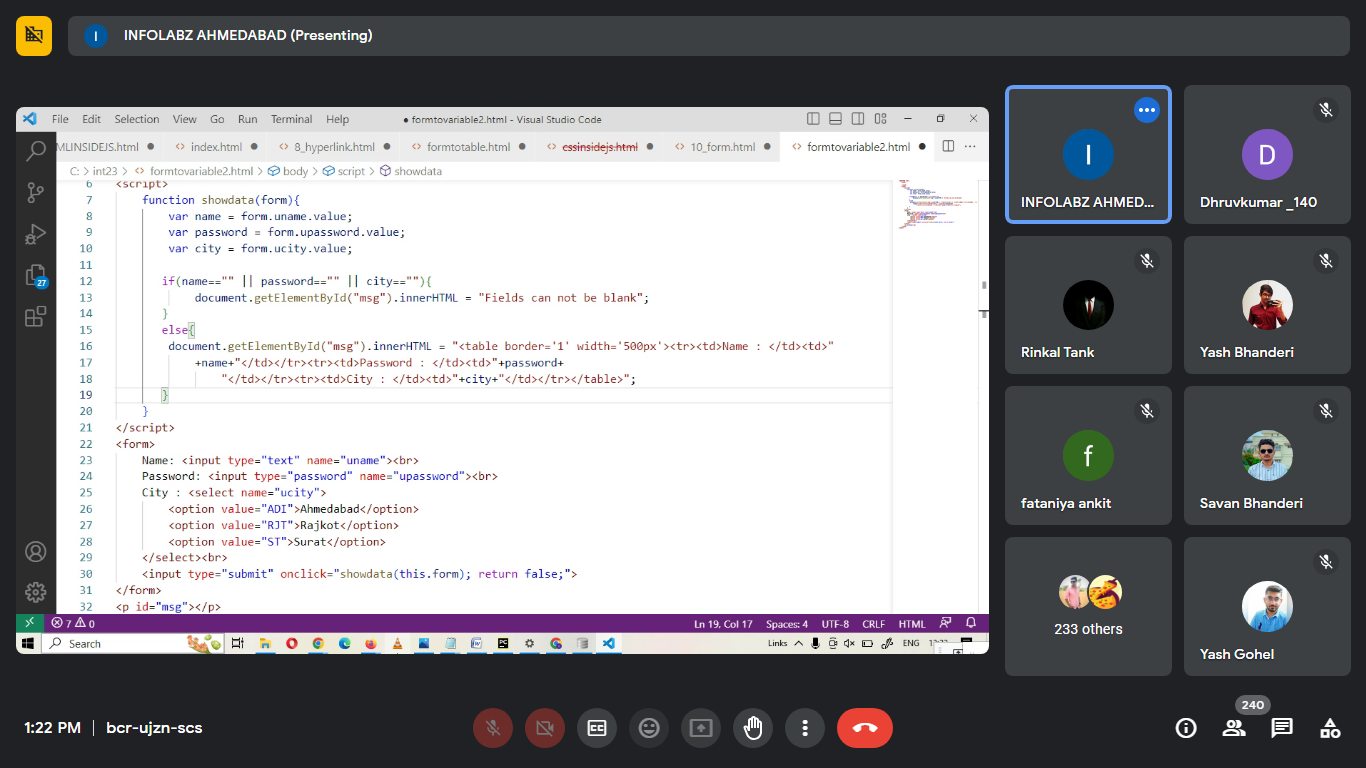 I INFOLABZ AHMEDABAD (Presenting)
File Edit Selection View Go Run Terminal Help ● formtovariable2.html - Visual Studio Code
MLINSIDEJS.html index.html 8_hyperlink.html formtotable.html cssinsidejs.html 10_form.html formtovariable2.html
C: > int23 > formtovariable2.html > body > script > showdata
6 <script>
7 function showdata(form){
8 var name = form.uname.value;
9 var password = form.upassword.value;
10 var city = form.ucity.value;
11
12 if(name=="" || password=="" || city==""){
13 document.getElementById("msg").innerHTML = "Fields can not be blank";
14 }
15 else{
16 document.getElementById("msg").innerHTML = "<table border='1' width='500px'><tr><td>Name : </td><td>"
17 +name+"</td></tr><tr><td>Password : </td><td>"+password+
18 "</td></tr><tr><td>City : </td><td>"+city+"</td></tr></table>";
19 }
20 }
21 </script>
22 <form>
23 Name: <input type="text" name="uname"><br>
24 Password: <input type="password" name="upassword"><br>
25 City : <select name="ucity">
26 <option value="ADI">Ahmedabad</option>
27 <option value="RJT">Rajkot</option>
28 <option value="ST">Surat</option>
29 </select><br>
30 <input type="submit" onclick="showdata(this.form); return false;">
31 </form>
32 <p id="msg"></p>
27
7 0 Ln 19, Col 17 Spaces: 4 UTF-8 CRLF HTML
Search Links ENG
I
INFOLABZ AHMED...
D
Dhruvkumar _140
Rinkal Tank
Yash Bhanderi
f
fataniya ankit
Savan Bhanderi
233 others
Yash Gohel
1:22 PM | bcr-ujzn-scs
CC
240